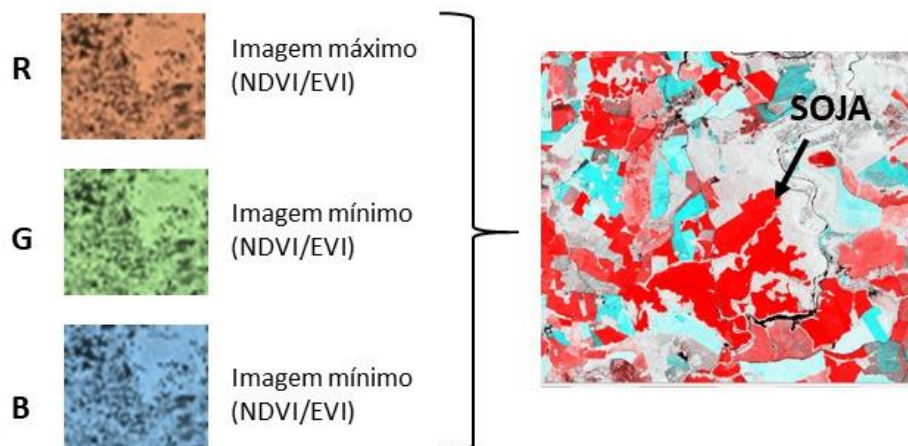 R
Imagem máximo
(NDVI/EVI)
G
Imagem mínimo
(NDVI/EVI)
B
Imagem mínimo
(NDVI/EVI)
SOJA